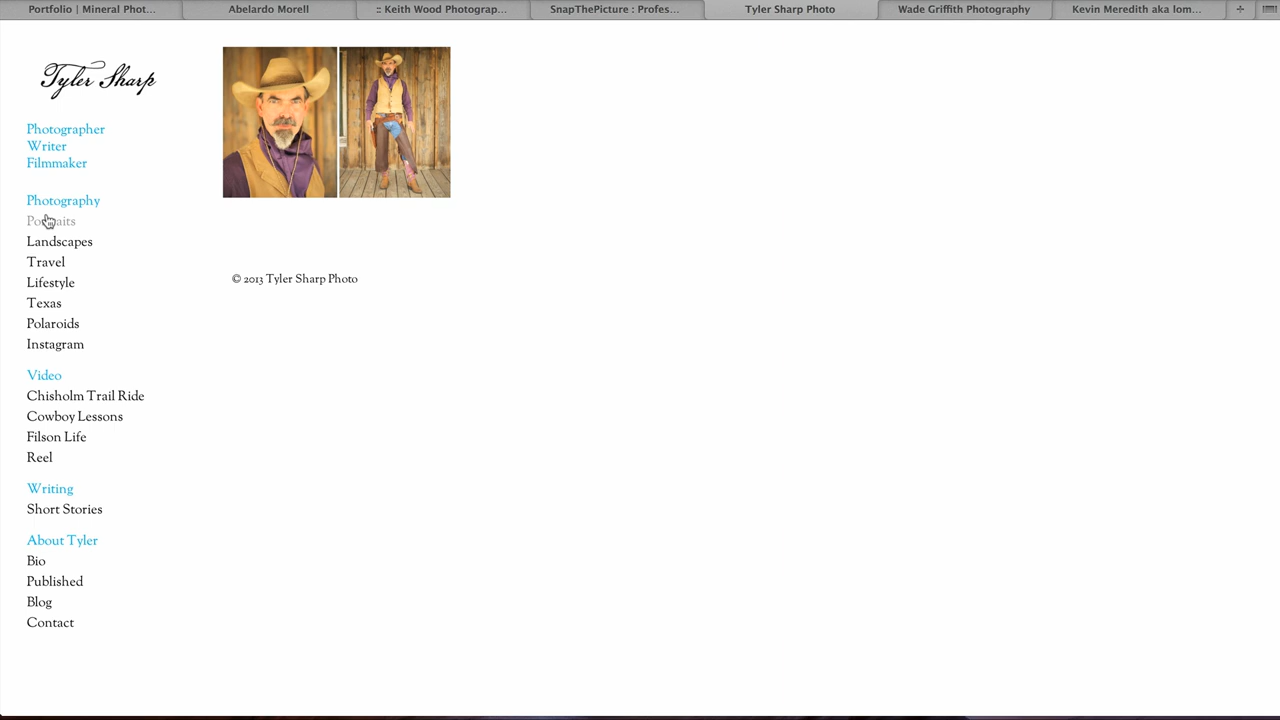 Portfolio | Mineral Phot...
Abelardo Morell
:: Keith Wood Photograp...
SnapThePicture : Profes...
Tyler Sharp Photo
Wade Griffith Photography
Kevin Meredith aka lom...
Tyler Sharp
Photographer
Writer
Filmmaker
Photography
Portraits
Landscapes
Travel
Lifestyle
Texas
Polaroids
Instagram
Video
Chisholm Trail Ride
Cowboy Lessons
Filson Life
Reel
Writing
Short Stories
About Tyler
Bio
Published
Blog
Contact
© 2013 Tyler Sharp Photo